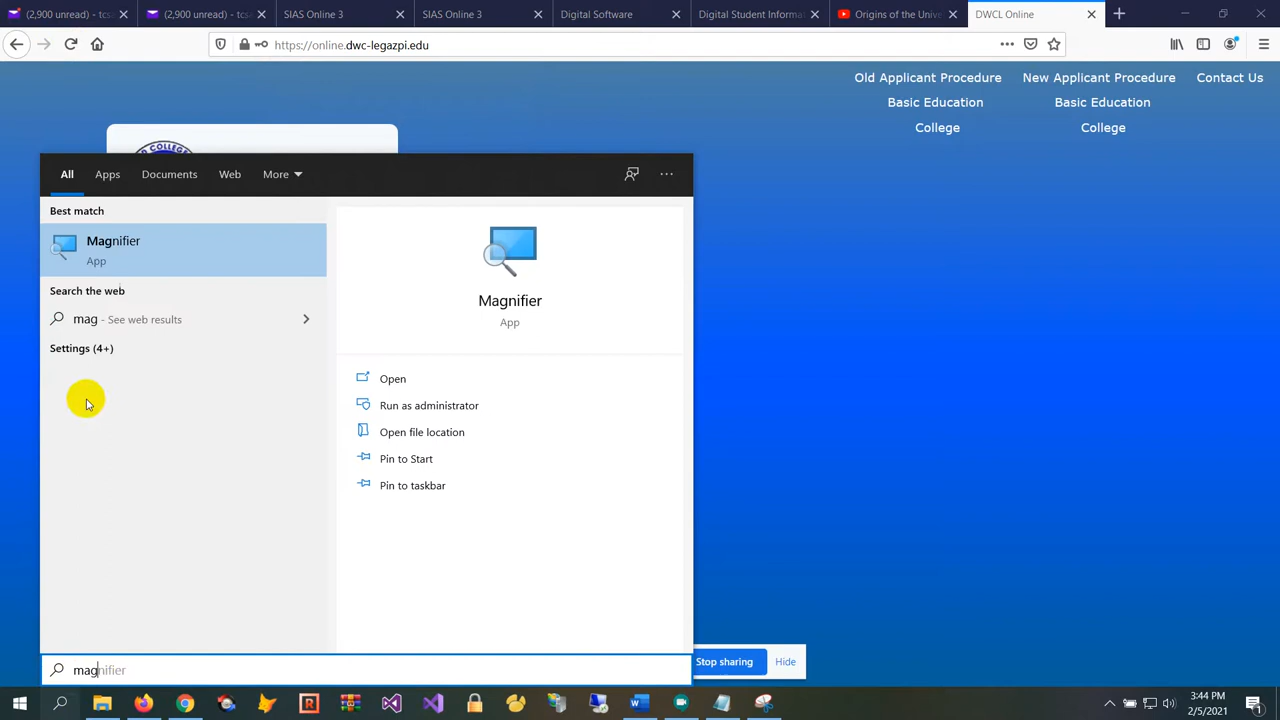 (2,900 unread) - tcs
(2,900 unread) - tcs
SIAS Online 3
SIAS Online 3
Digital Software
Digital Student Informa
Origins of the Unive
DWCL Online
https://online.dwc-legazpi.edu
Old Applicant Procedure
New Applicant Procedure
Contact Us
Basic Education
Basic Education
College
College
All
Apps
Documents
Web
More
Best match
Magnifier
App
Search the web
mag - See web results
Settings (4+)
Magnifier
App
Open
Run as administrator
Open file location
Pin to Start
Pin to taskbar
magnifier
Stop sharing
Hide
3:44 PM
2/5/2021
1